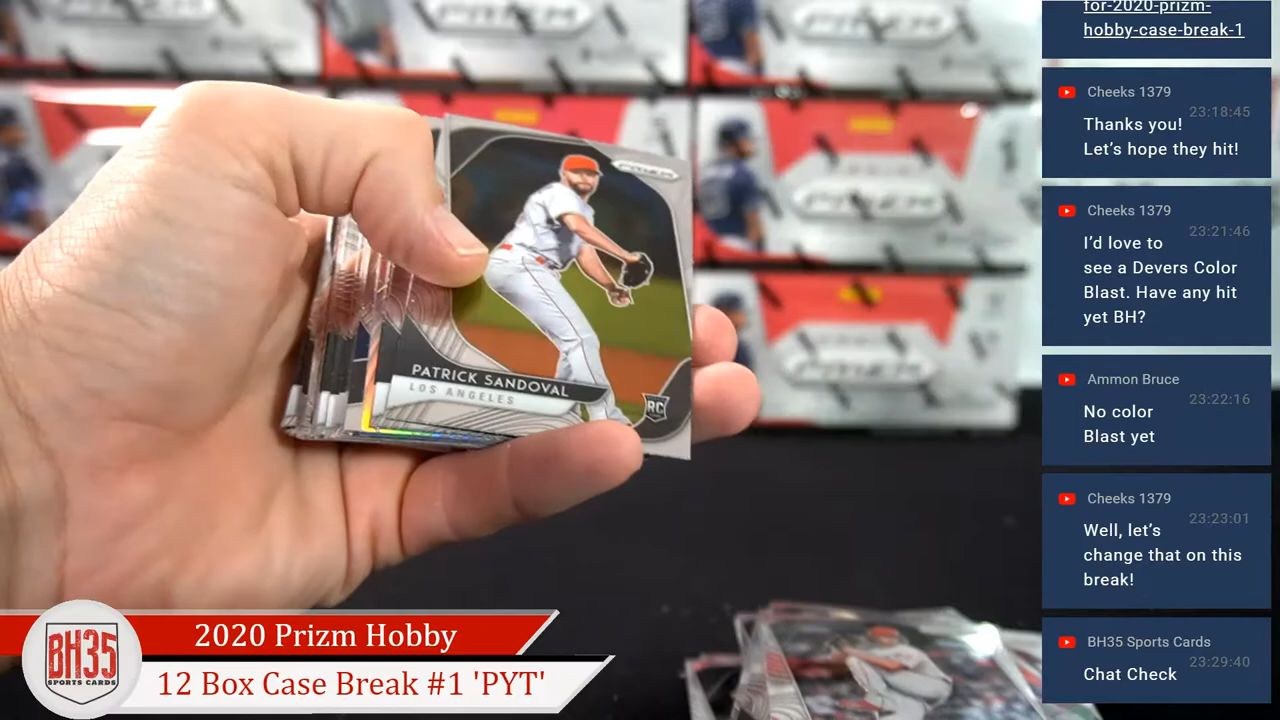 for-2020-prizm-
hobby-case-break-1
Cheeks 1379
23:18:45
Thanks you!
Let's hope they hit!
Cheeks 1379
23:21:46
I'd love to
see a Devers Color
Blast. Have any hit
yet BH?
Ammon Bruce
23:22:16
No color
Blast yet
Cheeks 1379
23:23:01
Well, let's
change that on this
break!
BH35 Sports Cards
23:29:40
Chat Check
PRIZM
PATRICK SANDOVAL
LOS ANGELES
RC
PRIZM
PRIZM
PRIZM
BH35
SPORTS CARDS
2020 Prizm Hobby
12 Box Case Break #1 'PYT'